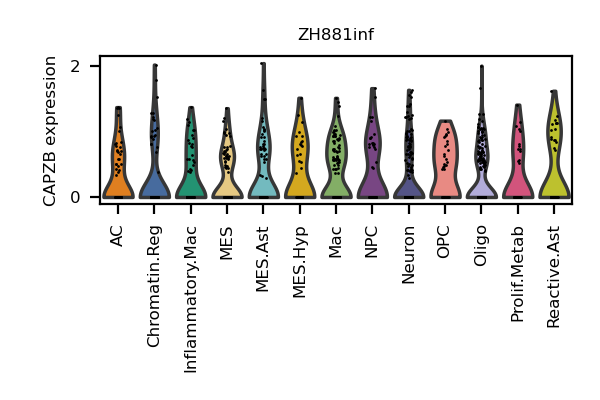 ZH881inf
CAPZB expression
2
0
AC
Chromatin.Reg
Inflammatory.Mac
MES
MES.Ast
MES.Hyp
Mac
NPC
Neuron
OPC
Oligo
Prolif.Metab
Reactive.Ast